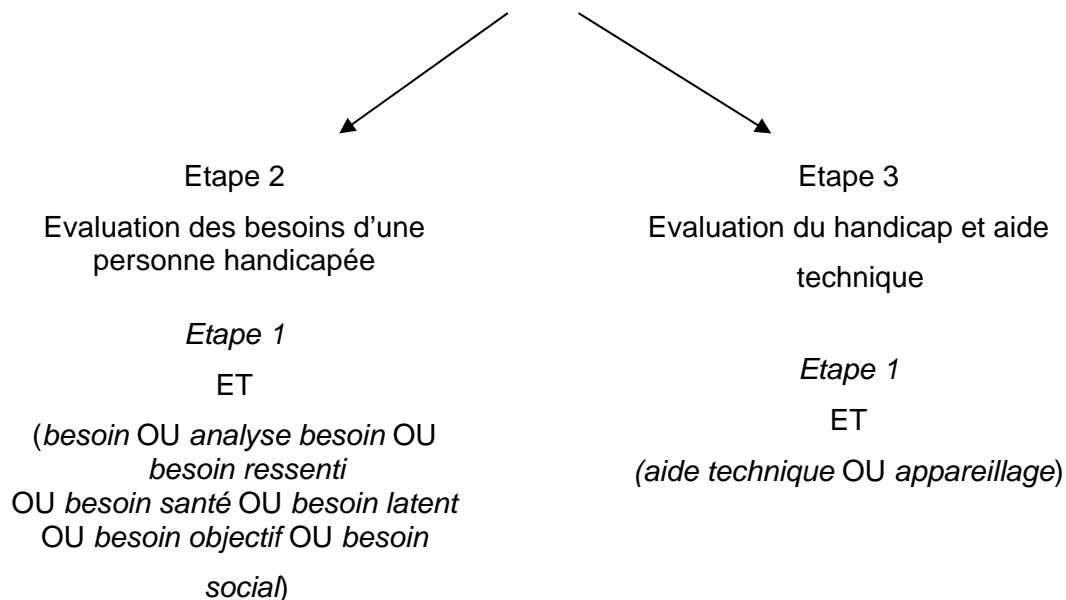 Etape 2
Evaluation des besoins d'une
personne handicapée
Etape 1
ET
(besoin OU analyse besoin OU
besoin ressenti
OU besoin santé OU besoin latent
OU besoin objectif OU besoin
social)
Etape 3
Evaluation du handicap et aide
technique
Etape 1
ET
(aide technique OU appareillage)